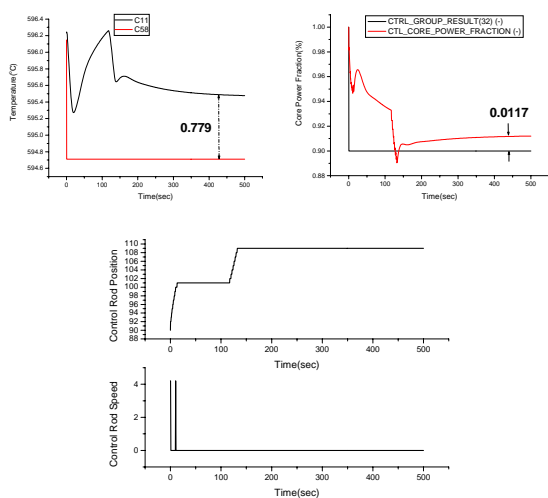 C11
C58
Temperature(°C)
596.4
596.2
596.0
595.8
595.6
595.4
595.2
595.0
594.8
594.6
0.779
0 100 200 300 400 500
Time(sec)
CTRL_GROUP_RESULT(32) (-)
CTL_CORE_POWER_FRACTION (-)
Core Power Fraction(%)
1.00
0.96
0.92
0.90
0.88
0.0117
0 100 200 300 400 500
Time(sec)
Control Rod Position
110
108
106
104
102
100
98
96
94
92
90
88
0 100 200 300 400 500
Time(sec)
Control Rod Speed
4
2
0
0 100 200 300 400 500
Time(sec)